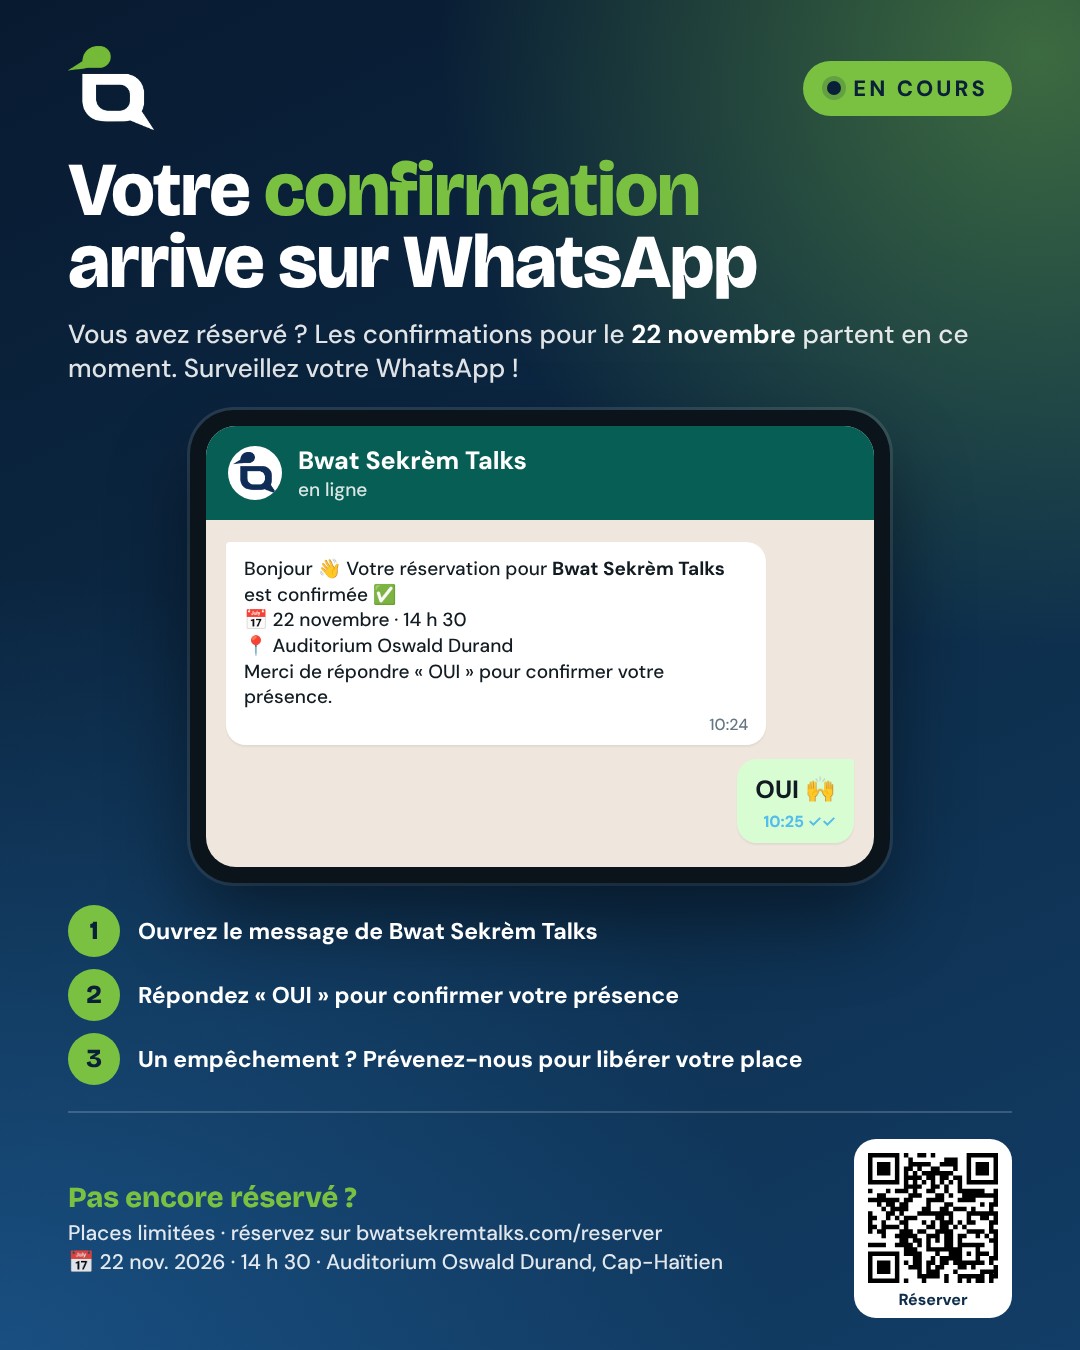 EN COURS
Votre confirmation
arrive sur WhatsApp
Vous avez réservé ? Les confirmations pour le 22 novembre partent en ce
moment. Surveillez votre WhatsApp !
Bwat Sekrèm Talks
en ligne
Bonjour 👋 Votre réservation pour Bwat Sekrèm Talks
est confirmée ✅
📅 22 novembre · 14 h 30
📍 Auditorium Oswald Durand
Merci de répondre « OUI » pour confirmer votre
présence.
10:24
OUI 🙌
10:25 ✓✓
1 Ouvrez le message de Bwat Sekrèm Talks
2 Répondez « OUI » pour confirmer votre présence
3 Un empêchement ? Prévenez-nous pour libérer votre place
Pas encore réservé ?
Places limitées · réservez sur bwatsekremtalks.com/reserver
📅 22 nov. 2026 · 14 h 30 · Auditorium Oswald Durand, Cap-Haïtien
Réserver